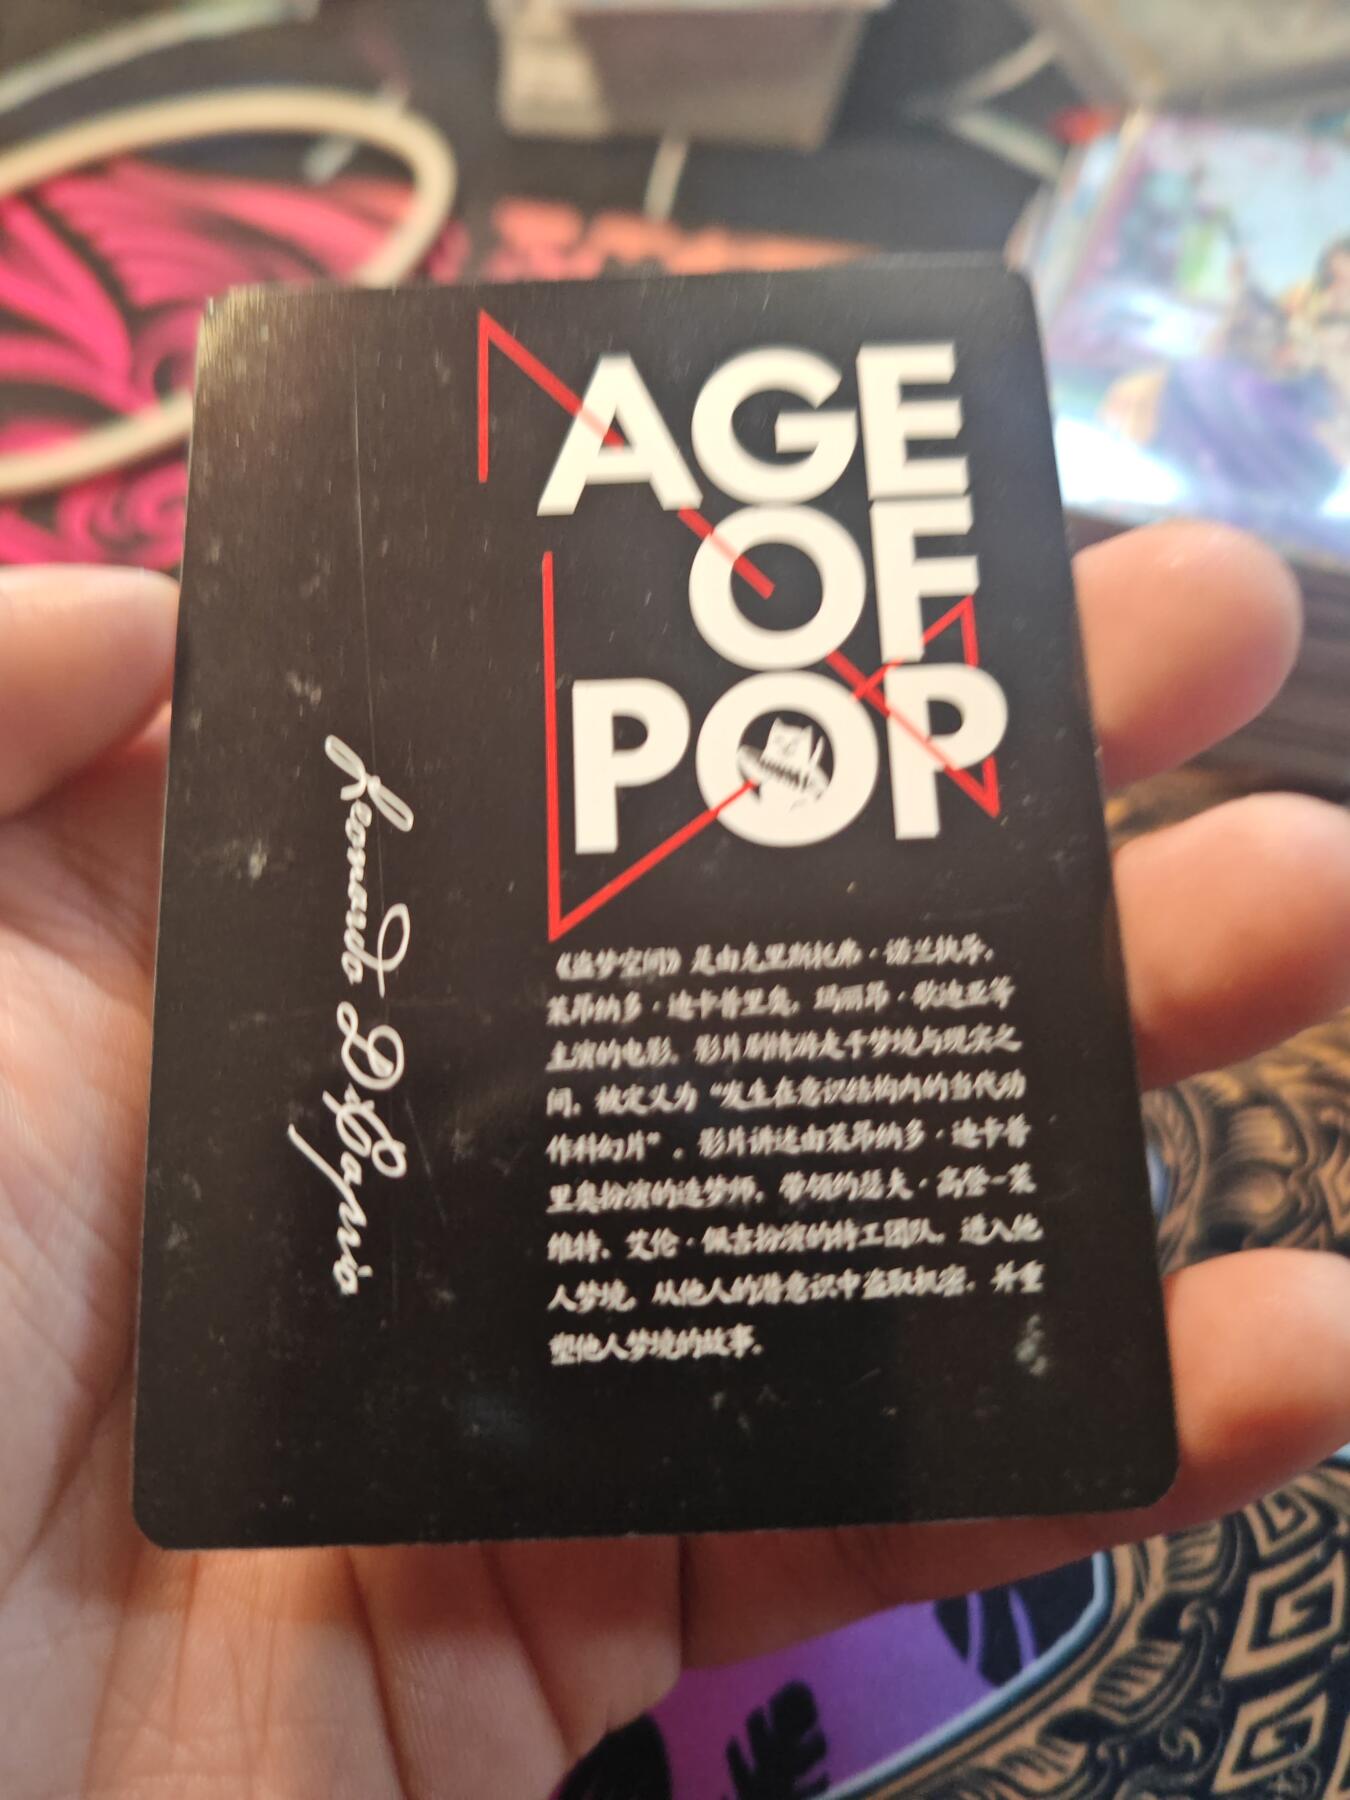 AGE
OF
POP
Leonardo DiCaprio
《盗梦空间》是由克里斯托弗·诺兰执导，
莱昂纳多·迪卡普里奥，玛丽昂·歌迪亚等
主演的电影。影片剧情游走于梦境与现实之
间，被定义为“发生在意识结构内的当代动
作科幻片”。影片讲述由莱昂纳多·迪卡普
里奥扮演的造梦师，带领约瑟夫·高登-莱
维特、艾伦·佩吉扮演的特工团队，进入他
人梦境，从他人的潜意识中盗取机密，并重
塑他人梦境的故事。